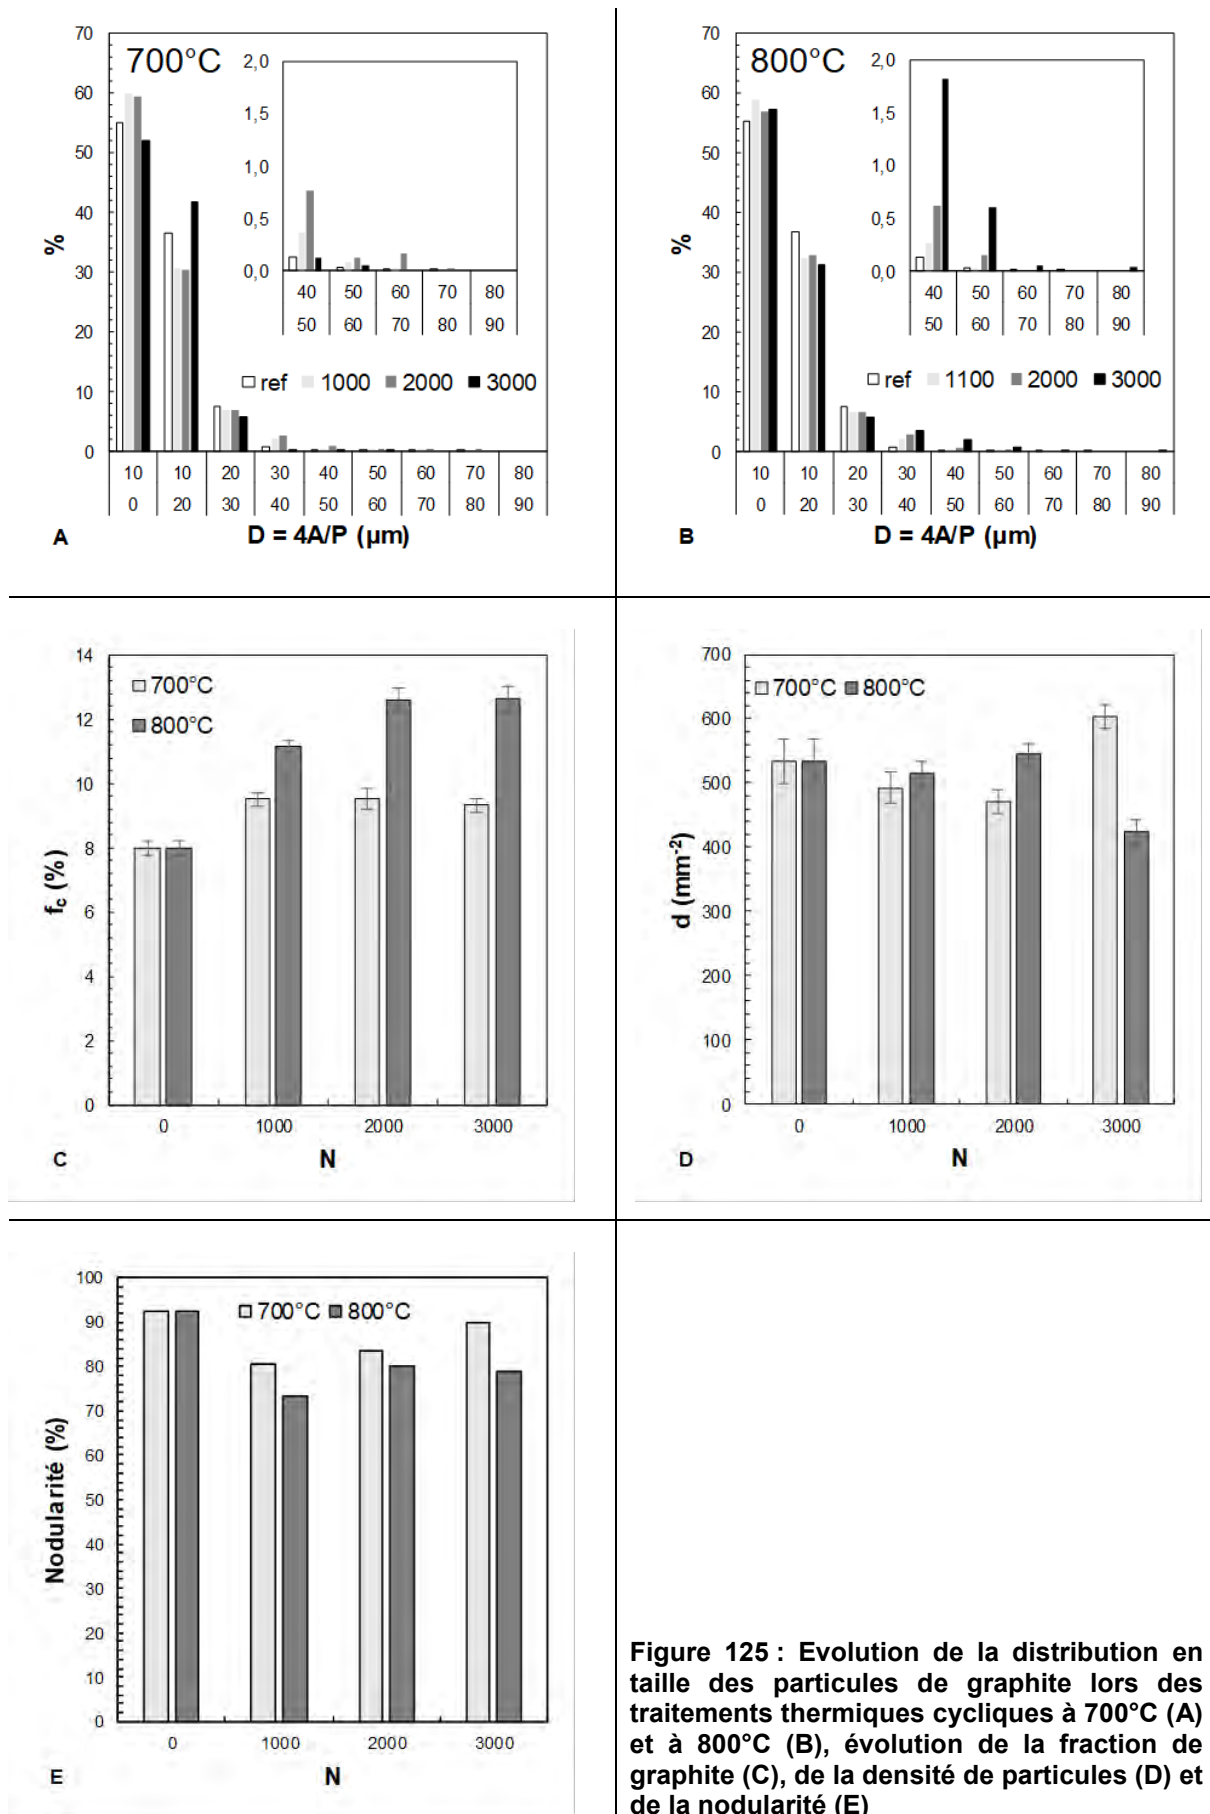 700°C
70
60
50
40
30
20
10
0
%
2,0
1,5
1,0
0,5
0,0
40 50 60 70 80
50 60 70 80 90
ref 1000 2000 3000
10 10 20 30 40 50 60 70 80
0 20 30 40 50 60 70 80 90
A D = 4A/P (µm)
800°C
70
60
50
40
30
20
10
0
%
2,0
1,5
1,0
0,5
0,0
40 50 60 70 80
50 60 70 80 90
ref 1100 2000 3000
10 10 20 30 40 50 60 70 80
0 20 30 40 50 60 70 80 90
B D = 4A/P (µm)
14
12
10
8
6
4
2
0
fc (%)
700°C
800°C
0 1000 2000 3000
C N
700
600
500
400
300
200
100
0
d (mm-2)
700°C 800°C
0 1000 2000 3000
D N
100
90
80
70
60
50
40
30
20
10
0
Nodularité (%)
700°C 800°C
0 1000 2000 3000
E N
Figure 125 : Evolution de la distribution en
taille des particules de graphite lors des
traitements thermiques cycliques à 700°C (A)
et à 800°C (B), évolution de la fraction de
graphite (C), de la densité de particules (D) et
de la nodularité (E)